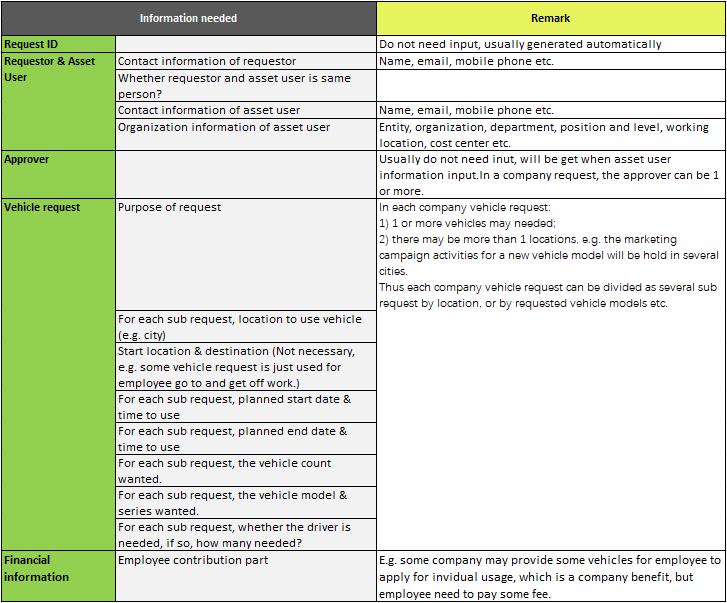 Information needed
Remark
Request ID
Do not need input, usually generated automatically
Requestor & Asset
User
Contact information of requestor
Name, email, mobile phone etc.
Whether requestor and asset user is same
person?
Contact information of asset user
Name, email, mobile phone etc.
Organization information of asset user
Entity, organization, department, position and level, working
location, cost center etc.
Approver
Usually do not need inut, will be get when asset user
information input.In a company request, the approver can be 1
or more.
Vehicle request
Purpose of request
In each company vehicle request:
1) 1 or more vehicles may needed;
2) there may be more than 1 locations, e.g. the marketing
campaign activities for a new vehicle model will be hold in several
cities.
Thus each company vehicle request can be divided as several sub
request by location, or by requested vehicle models etc.
For each sub request, location to use vehicle
(e.g. city)
Start location & destination (Not necessary,
e.g. some vehicle request is just used for
employee go to and get off work.)
For each sub request, planned start date &
time to use
For each sub request, planned end date &
time to use
For each sub request, the vehicle count
wanted.
For each sub request, the vehicle model &
series wanted.
For each sub request, whether the driver is
needed, if so, how many needed?
Financial
information
Employee contribution part
E.g. some company may provide some vehicles for employee to
apply for invidual usage, which is a company benefit, but
employee need to pay some fee.